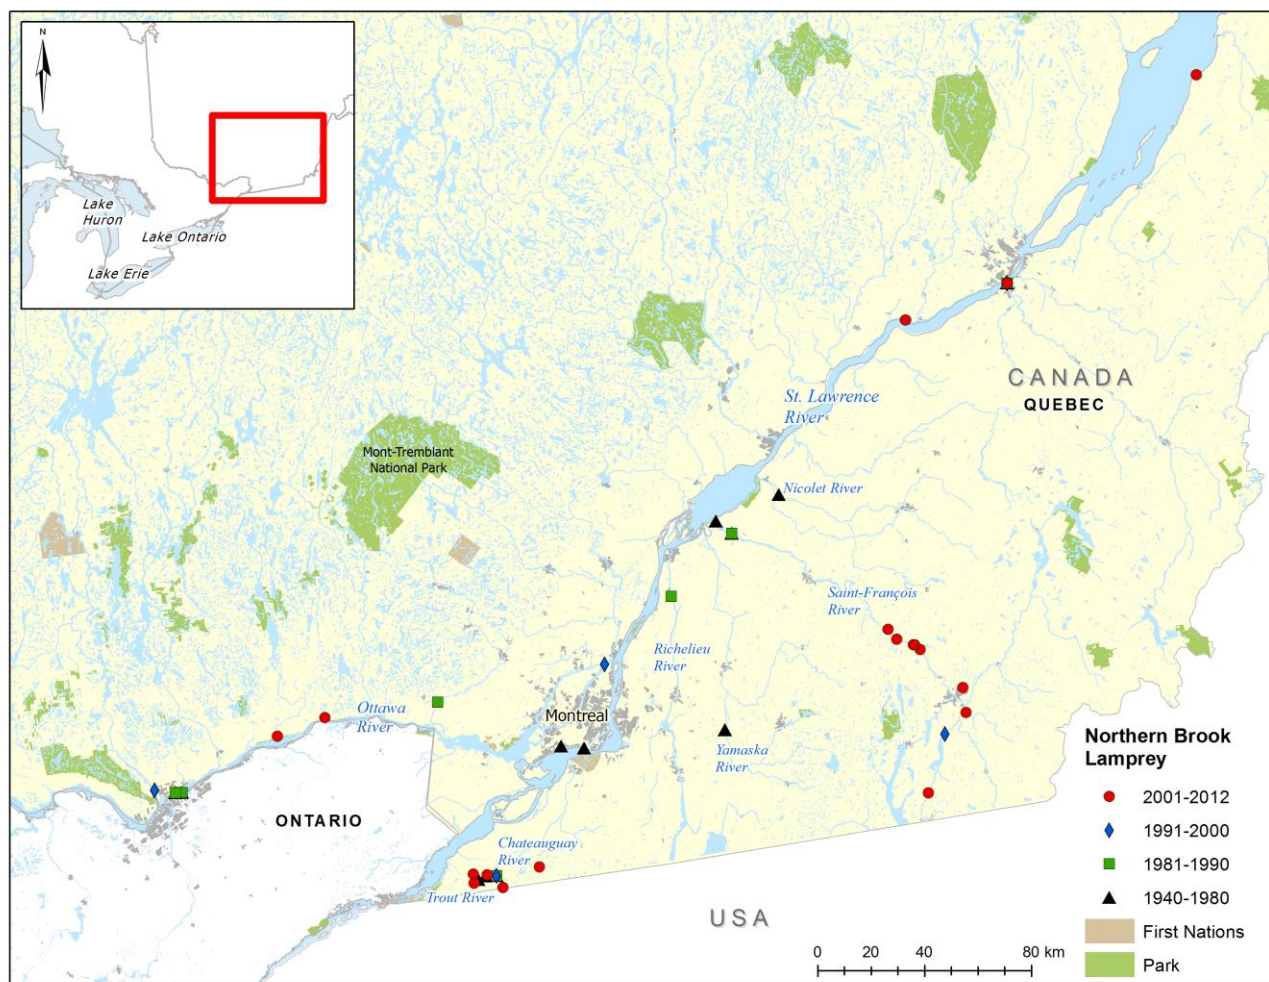 N
Lake
Huron
Lake Ontario
Lake Erie
CANADA
QUEBEC
St. Lawrence
River
Mont-Tremblant
National Park
Nicolet River
Saint-François
River
Richelieu
River
Ottawa
River
Montreal
Yamaska
River
ONTARIO
Chateauguay
River
Trout River
USA
Northern Brook
Lamprey
2001-2012
1991-2000
1981-1990
1940-1980
First Nations
Park
0 20 40 80 km